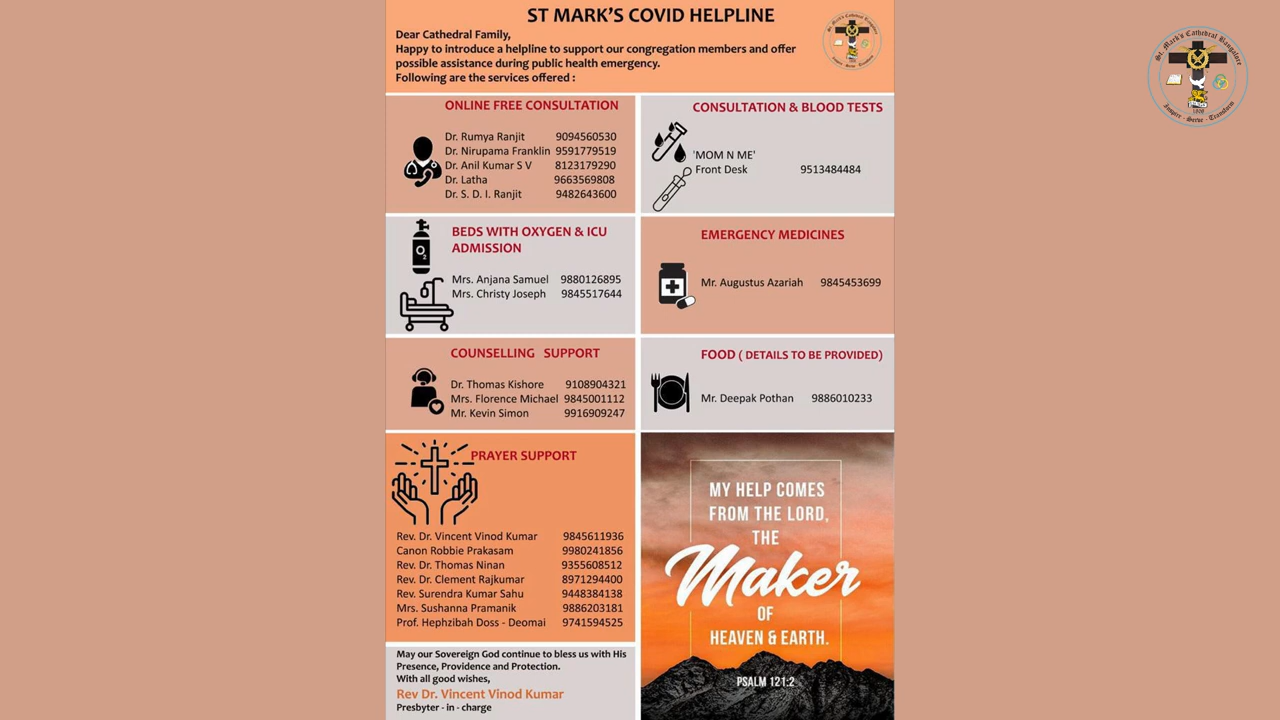 ST MARK'S COVID HELPLINE
Dear Cathedral Family,
Happy to introduce a helpline to support our congregation members and offer
possible assistance during public health emergency.
Following are the services offered :
ONLINE FREE CONSULTATION
Dr. Rumya Ranjit 9094560530
Dr. Nirupama Franklin 9591779519
Dr. Anil Kumar S V 8123179290
Dr. Latha 9663569808
Dr. S. D. I. Ranjit 9482643600
CONSULTATION & BLOOD TESTS
'MOM N ME'
Front Desk 9513484484
BEDS WITH OXYGEN & ICU
ADMISSION
O2
Mrs. Anjana Samuel 9880126895
Mrs. Christy Joseph 9845517644
EMERGENCY MEDICINES
Mr. Augustus Azariah 9845453699
COUNSELLING SUPPORT
Dr. Thomas Kishore 9108904321
Mrs. Florence Michael 9845001112
Mr. Kevin Simon 9916909247
FOOD ( DETAILS TO BE PROVIDED)
Mr. Deepak Pothan 9886010233
PRAYER SUPPORT
Rev. Dr. Vincent Vinod Kumar 9845611936
Canon Robbie Prakasam 9980241856
Rev. Dr. Thomas Ninan 9355608512
Rev. Dr. Clement Rajkumar 8971294400
Rev. Surendra Kumar Sahu 9448384138
Mrs. Sushanna Pramanik 9886203181
Prof. Hephzibah Doss - Deomai 9741594525
May our Sovereign God continue to bless us with His
Presence, Providence and Protection.
With all good wishes,
Rev Dr. Vincent Vinod Kumar
Presbyter - in - charge
MY HELP COMES
FROM THE LORD,
THE
Maker
OF
HEAVEN & EARTH.
PSALM 121:2
St. Mark's Cathedral Bangalore
1808
Inspire - Serve - Transform